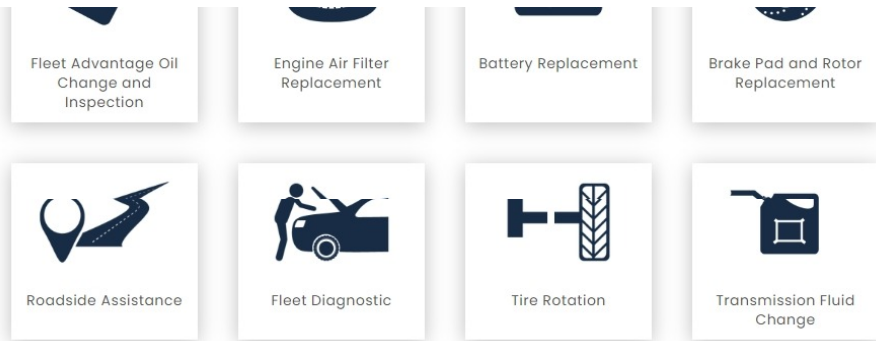 Fleet Advantage Oil
Change and
Inspection
Engine Air Filter
Replacement
Battery Replacement
Brake Pad and Rotor
Replacement
Roadside Assistance
Fleet Diagnostic
Tire Rotation
Transmission Fluid
Change